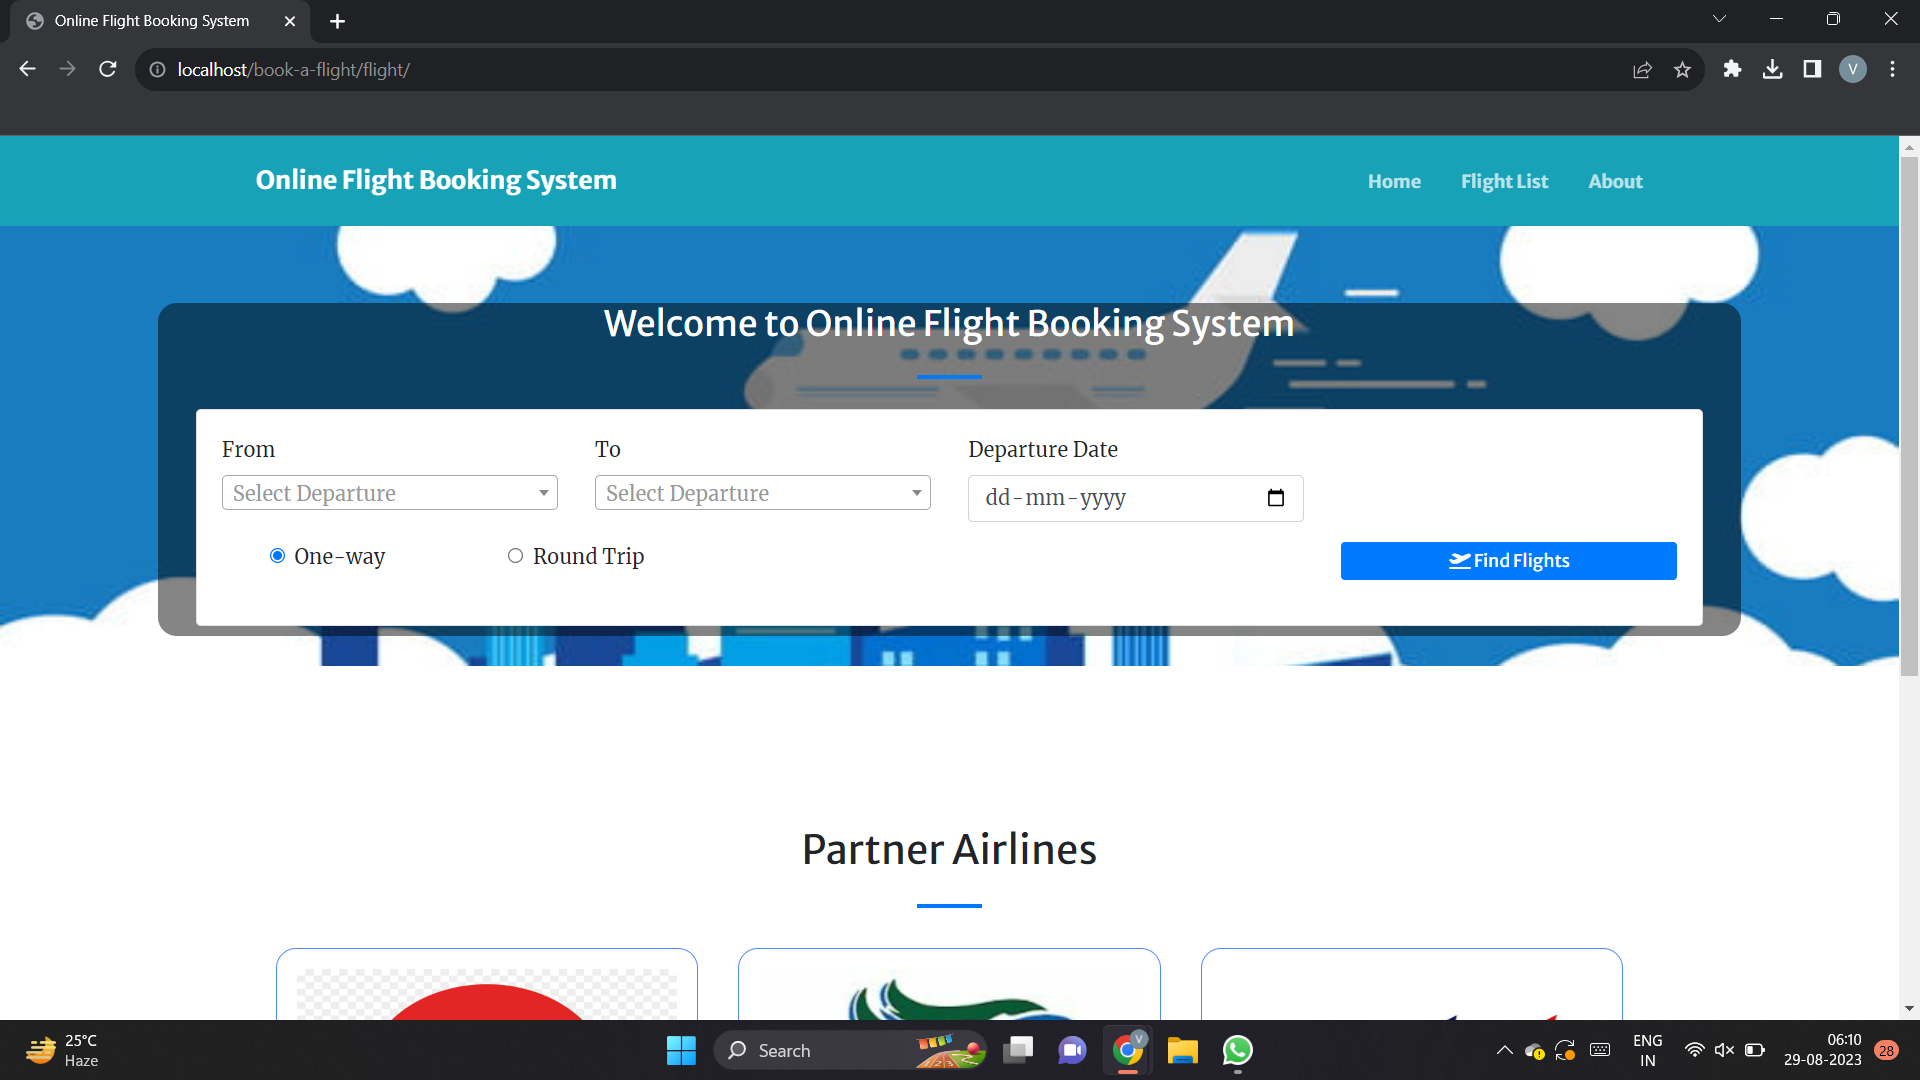 Online Flight Booking System
localhost/book-a-flight/flight/
V
Online Flight Booking System
Home
Flight List
About
Welcome to Online Flight Booking System
From
To
Departure Date
Select Departure
Select Departure
dd-mm-yyyy
One-way
Round Trip
Find Flights
Partner Airlines
25°C
Haze
Search
V
ENG
IN
06:10
29-08-2023
28